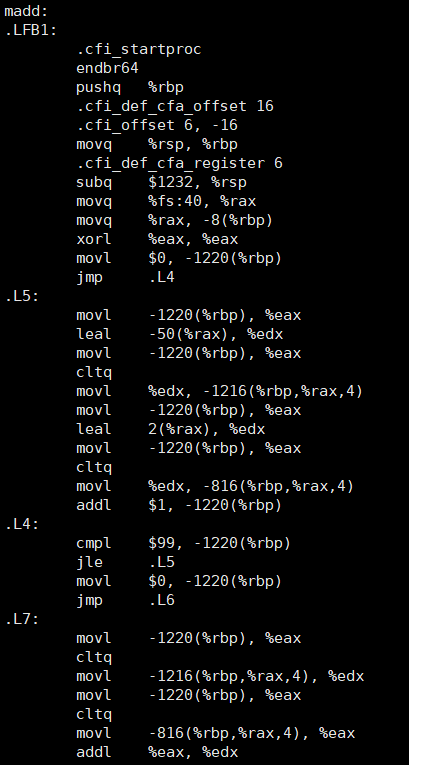 madd:
.LFB1:
.cfi_startproc
endbr64
pushq %rbp
.cfi_def_cfa_offset 16
.cfi_offset 6, -16
movq %rsp, %rbp
.cfi_def_cfa_register 6
subq $1232, %rsp
movq %fs:40, %rax
movq %rax, -8(%rbp)
xorl %eax, %eax
movl $0, -1220(%rbp)
jmp .L4
.L5:
movl -1220(%rbp), %eax
leal -50(%rax), %edx
movl -1220(%rbp), %eax
cltq
movl %edx, -1216(%rbp,%rax,4)
movl -1220(%rbp), %eax
leal 2(%rax), %edx
movl -1220(%rbp), %eax
cltq
movl %edx, -816(%rbp,%rax,4)
addl $1, -1220(%rbp)
.L4:
cmpl $99, -1220(%rbp)
jle .L5
movl $0, -1220(%rbp)
jmp .L6
.L7:
movl -1220(%rbp), %eax
cltq
movl -1216(%rbp,%rax,4), %edx
movl -1220(%rbp), %eax
cltq
movl -816(%rbp,%rax,4), %eax
addl %eax, %edx